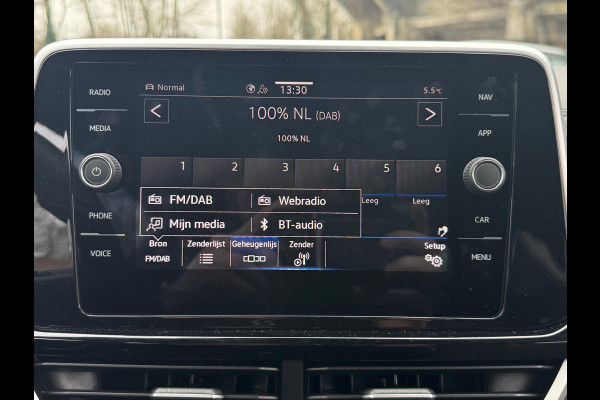 RADIO
MEDIA
PHONE
VOICE
Normal
13:30
5.5°C
100% NL (DAB)
100% NL
1 2 3 4 5 6
Leeg Leeg
FM/DAB Webradio
Mijn media BT-audio
Bron Zenderlijst Geheugenlijs Zender Setup
FM/DAB
NAV
APP
CAR
MENU